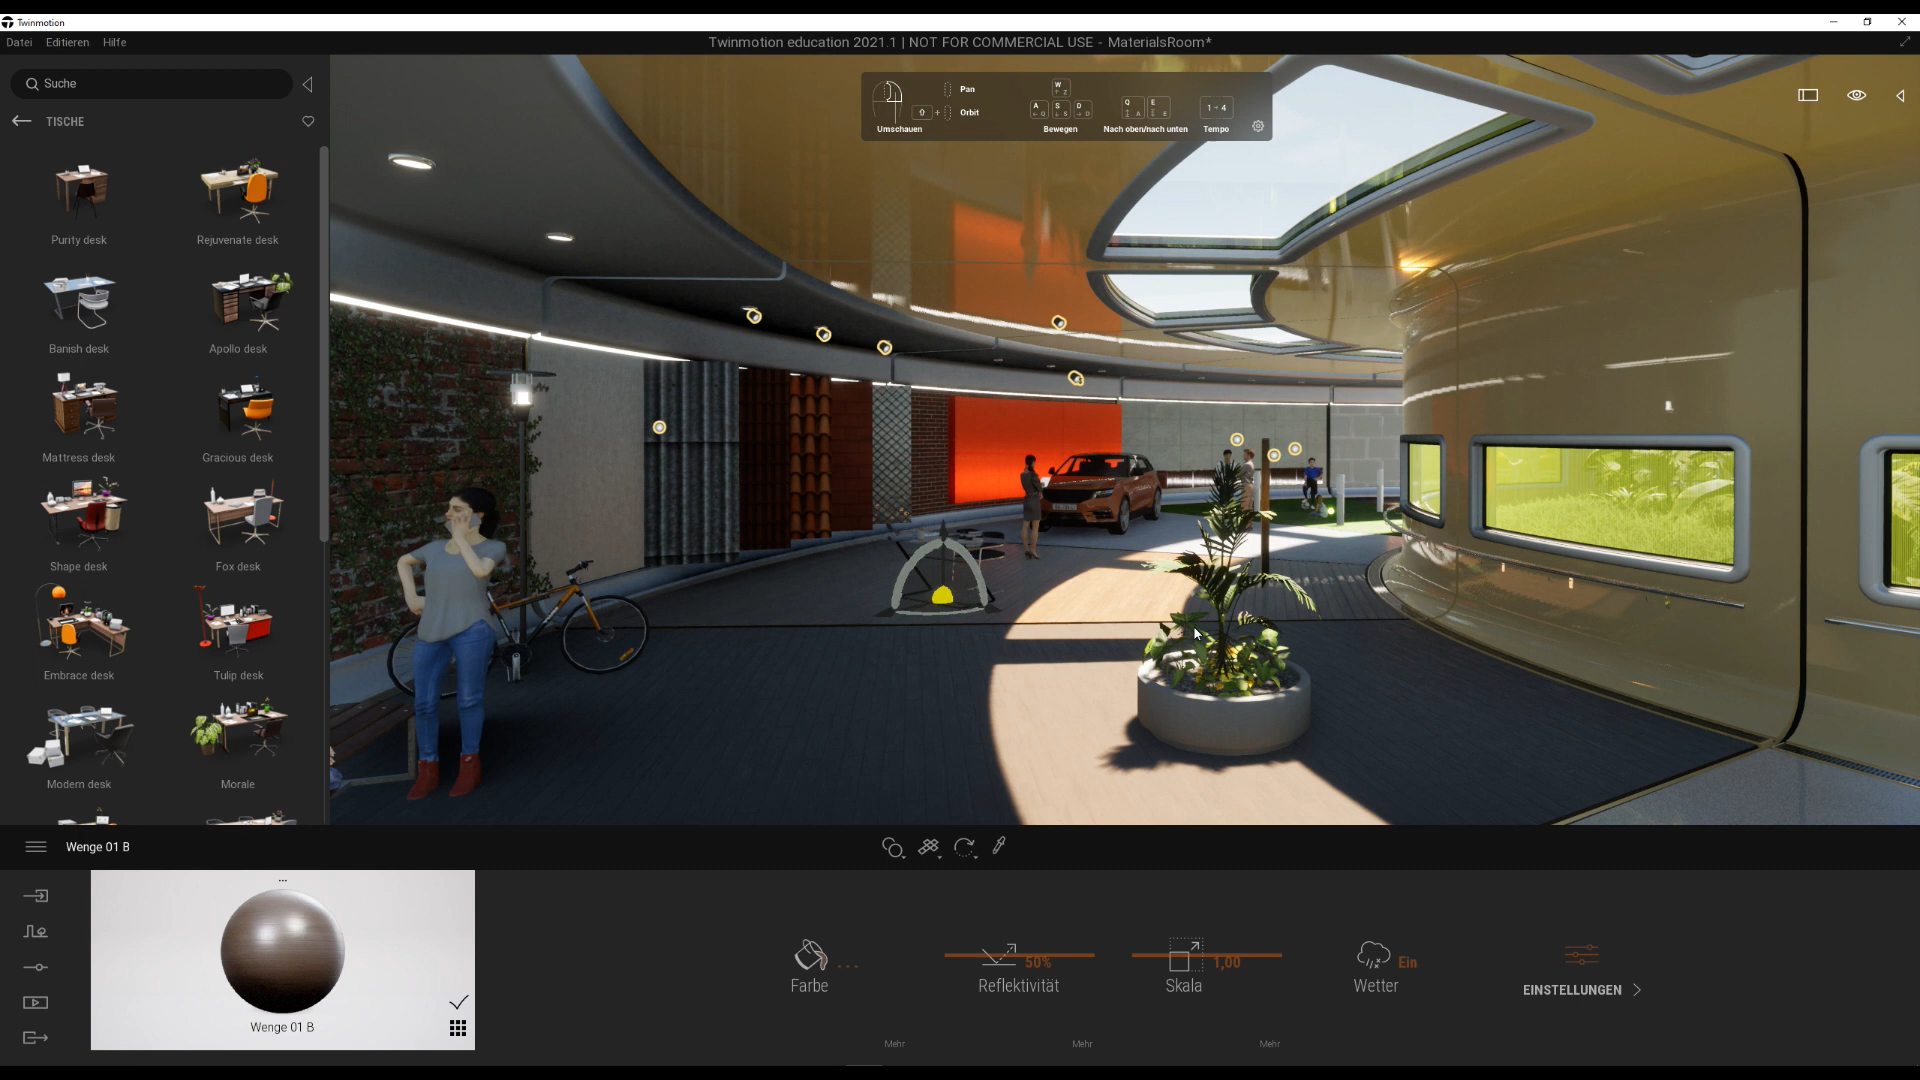 Twinmotion
Datei Editieren Hilfe
Twinmotion education 2021.1 | NOT FOR COMMERCIAL USE - MaterialsRoom*
Suche
TISCHE
Purity desk
Rejuvenate desk
Banish desk
Apollo desk
Mattress desk
Gracious desk
Shape desk
Fox desk
Embrace desk
Tulip desk
Modern desk
Morale
Pan
+ Orbit
Umschauen
W
A S D
Bewegen
Q E
Nach oben/nach unten
1 - 4
Tempo
Wenge 01 B
...
Wenge 01 B
Farbe ...
Reflektivität 50%
Skala 1,00
Wetter Ein
EINSTELLUNGEN
Mehr
Mehr
Mehr